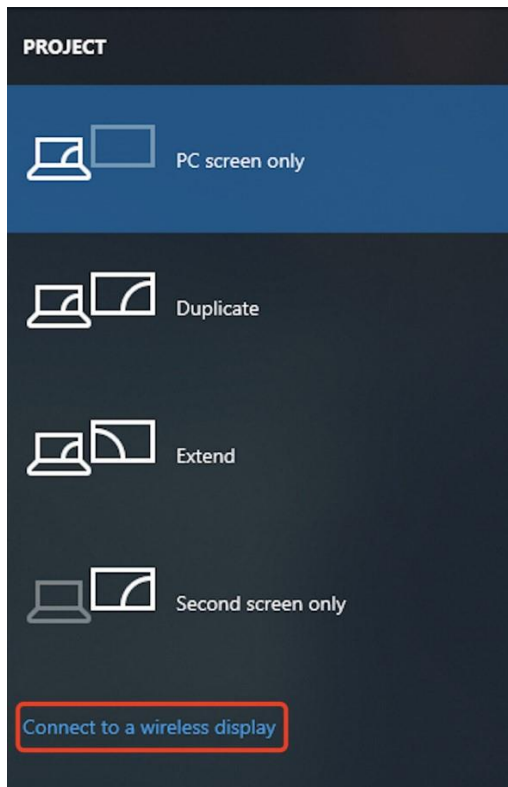 PROJECT
PC screen only
Duplicate
Extend
Second screen only
Connect to a wireless display